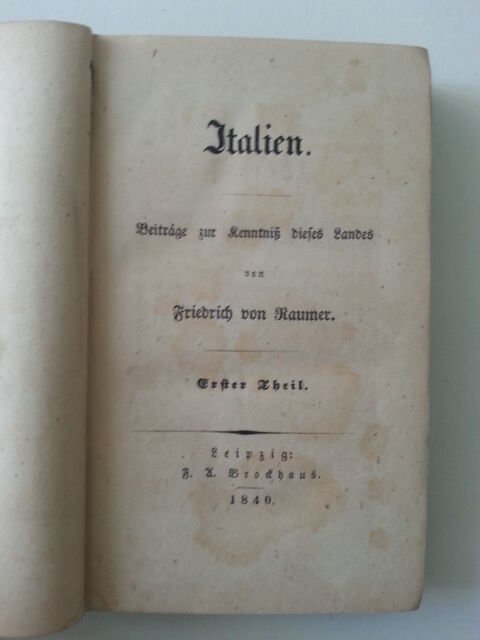 Italien.
Beiträge zur Kenntniß dieses Landes
von
Friedrich von Raumer.
Erster Theil.
Leipzig:
F. A. Brockhaus.
1840.